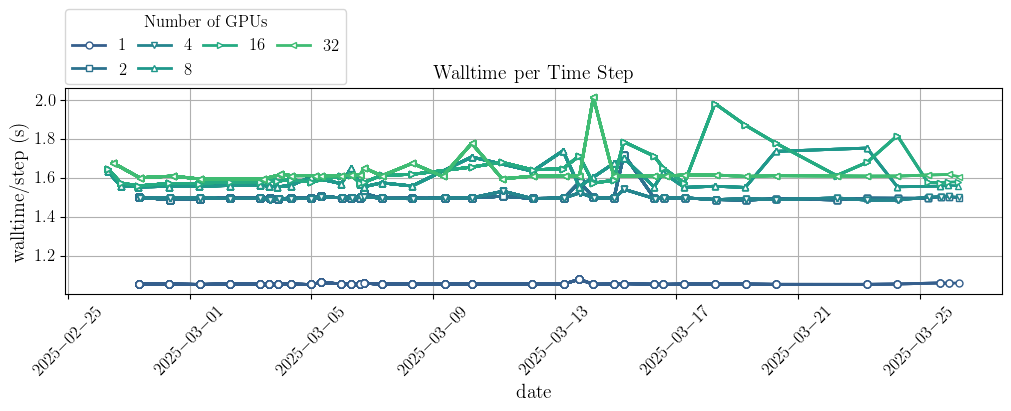 Number of GPUs
1 4 16 32
2 8
Walltime per Time Step
2.0
1.8
1.6
1.4
1.2
walltime/step (s)
2025−02−25
2025−03−01
2025−03−05
2025−03−09
2025−03−13
2025−03−17
2025−03−21
2025−03−25
date